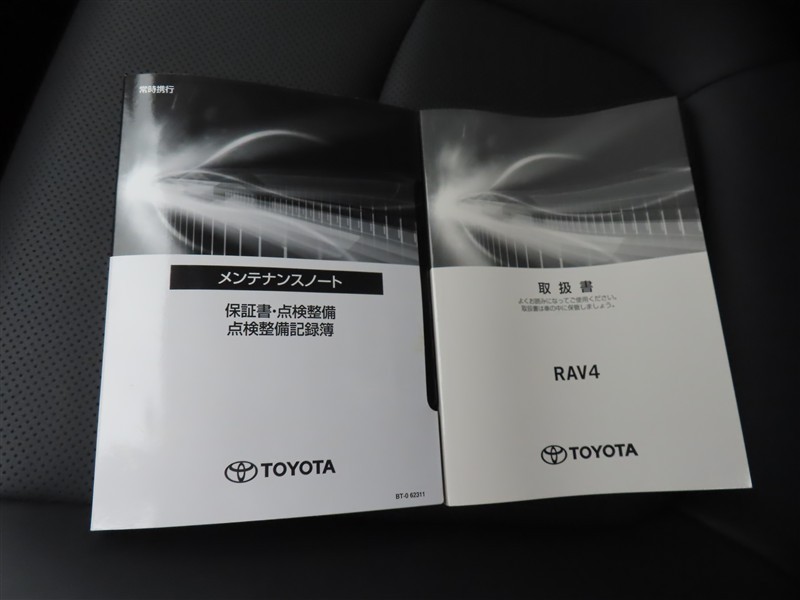 常時携行
メンテナンスノート
保証書・点検整備
点検整備記録簿
TOYOTA
BT-0 62311
取扱書
よくお読みになってご使用ください。
取扱書は車の中に保管しましょう。
RAV4
TOYOTA